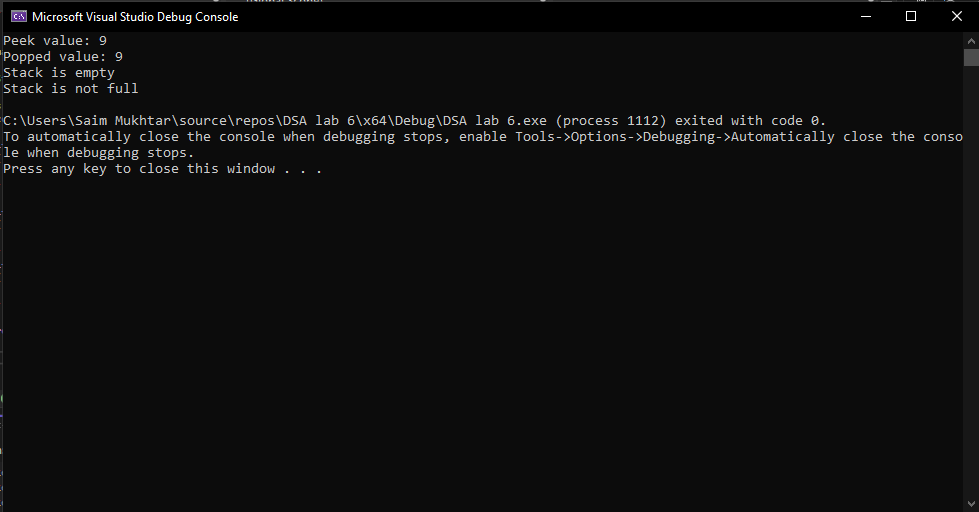 Microsoft Visual Studio Debug Console
Peek value: 9
Popped value: 9
Stack is empty
Stack is not full
C:\Users\Saim Mukhtar\source\repos\DSA lab 6\x64\Debug\DSA lab 6.exe (process 1112) exited with code 0.
To automatically close the console when debugging stops, enable Tools->Options->Debugging->Automatically close the conso
le when debugging stops.
Press any key to close this window . . .